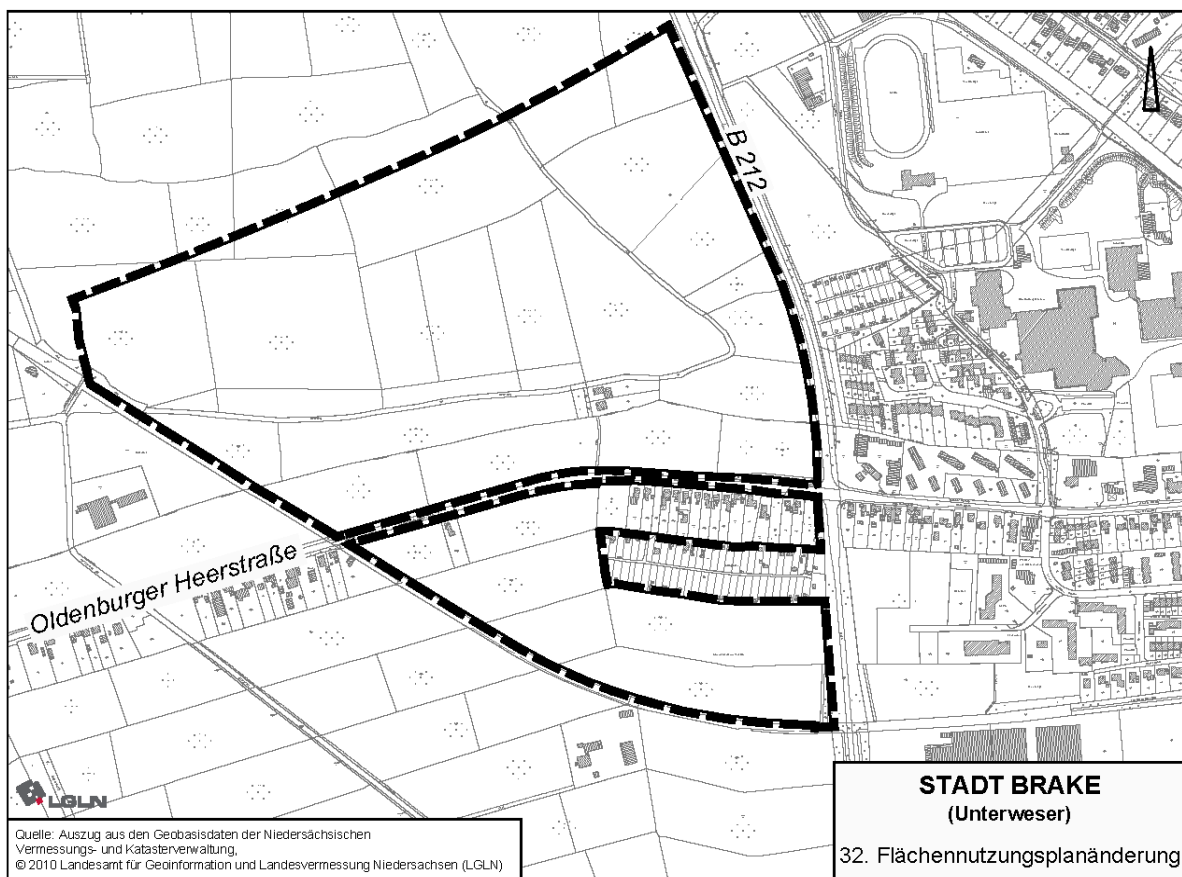 B 212
Oldenburger Heerstraße
LGLN
Quelle: Auszug aus den Geobasisdaten der Niedersächsischen
Vermessungs- und Katasterverwaltung,
© 2010 Landesamt für Geoinformation und Landesvermessung Niedersachsen (LGLN)
STADT BRAKE
(Unterweser)
32. Flächennutzungsplanänderung